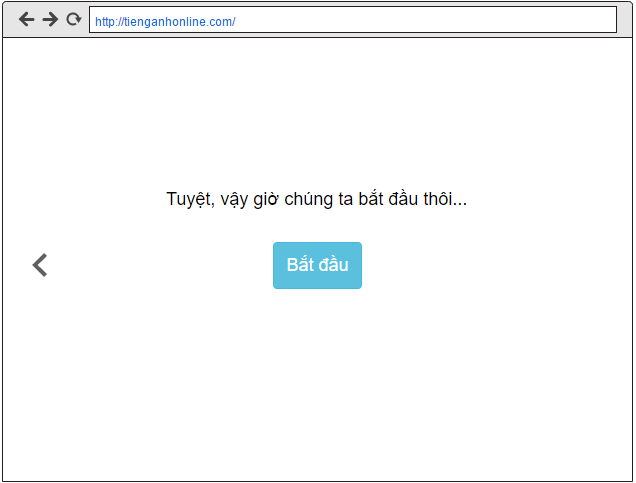 http://tienganhonline.com/
Tuyệt, vậy giờ chúng ta bắt đầu thôi...
Bắt đầu